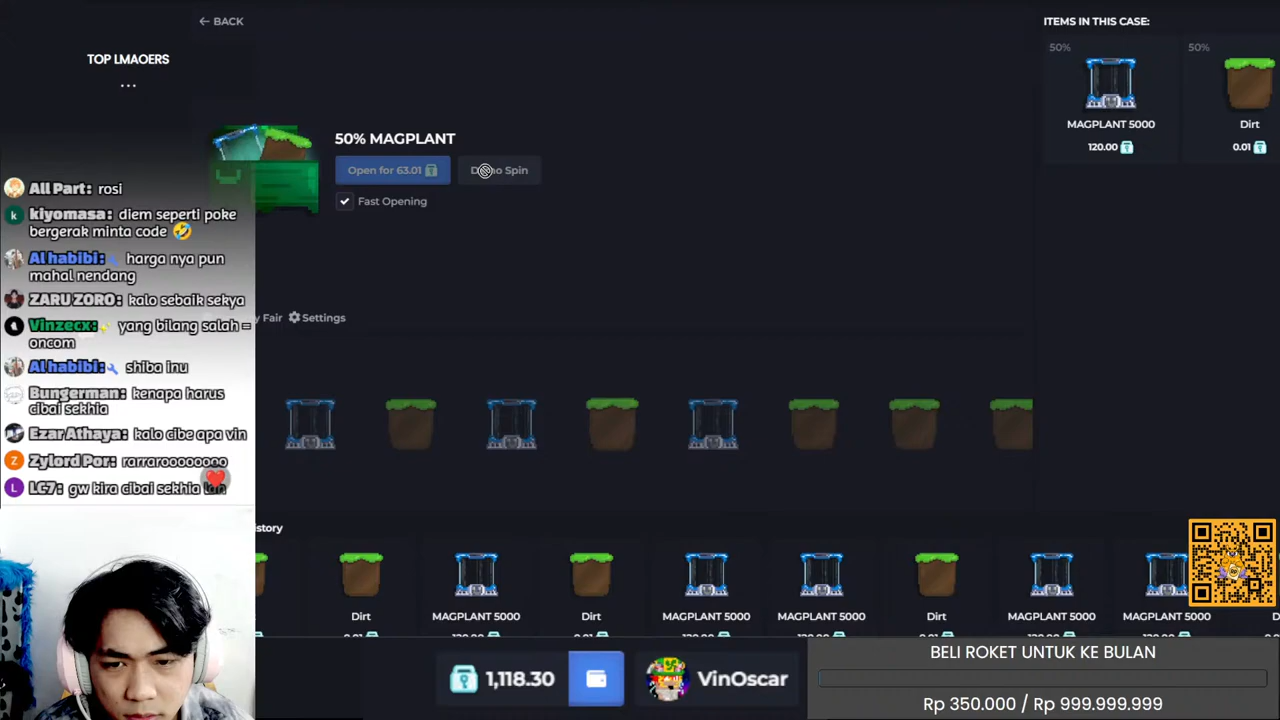 BACK
TOP LMAOERS
...
50% MAGPLANT
Open for 63.01
Demo Spin
Fast Opening
ITEMS IN THIS CASE:
50%
MAGPLANT 5000
120.00
50%
Dirt
0.01
All Part: rosi
kiyomasa: diem seperti poke
bergerak minta code 🤣
Al habibi: harga nya pun
mahal nendang
ZARU ZORO: kalo sebaik sekya
Vinzecx: yang bilang salah =
oncom
Al habibi: shiba inu
Bungerman: kenapa harus
cibai sekhia
Ezar Athaya: kalo cibe apa vin
Zylord Por: rarraroooooooo
LC7: gw kira cibai sekhia lah
Fair
Settings
istory
Dirt
MAGPLANT 5000
Dirt
MAGPLANT 5000
MAGPLANT 5000
Dirt
MAGPLANT 5000
MAGPLANT 5000
1,118.30
VinOscar
BELI ROKET UNTUK KE BULAN
Rp 350.000 / Rp 999.999.999